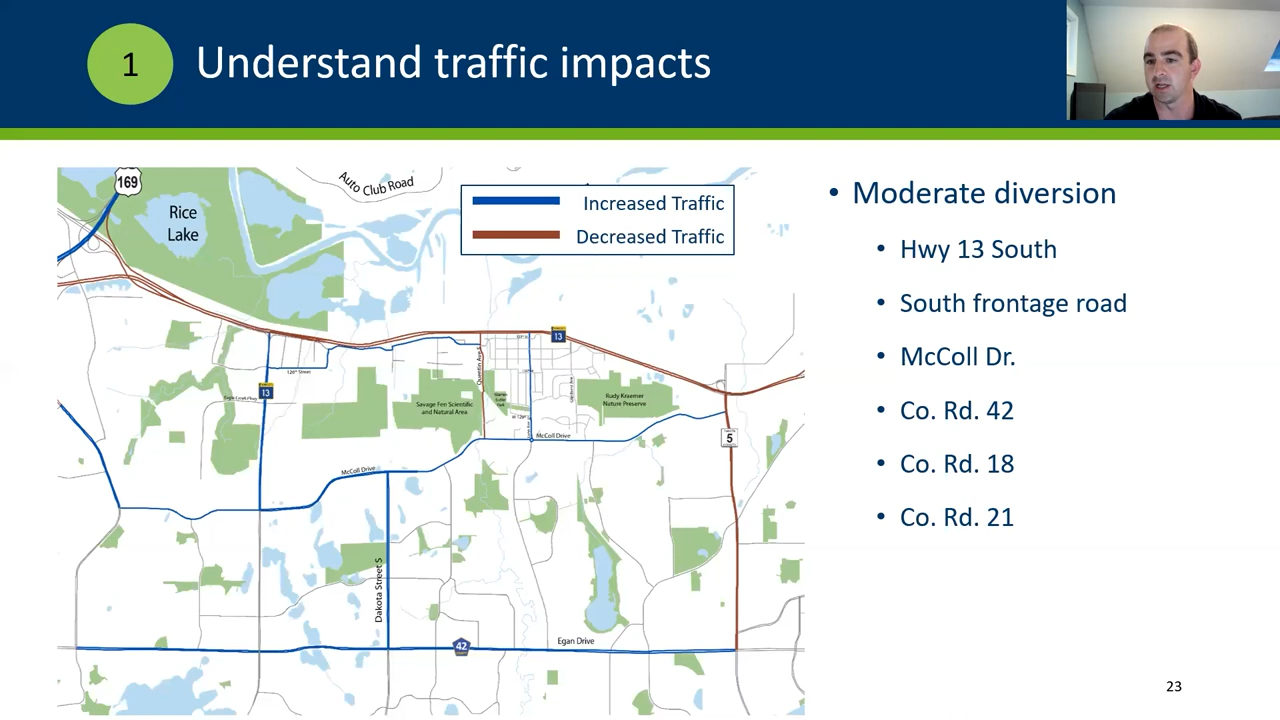 1
Understand traffic impacts
169
Auto Club Road
Rice
Lake
Increased Traffic
Decreased Traffic
13
126th Street
Quentin Ave S
13
Savage Fen Scientific
and Natural Area
Rudy Kraemer
Nature Preserve
McColl Drive
5
McColl Drive
Dakota Street S
42
Egan Drive
• Moderate diversion
• Hwy 13 South
• South frontage road
• McColl Dr.
• Co. Rd. 42
• Co. Rd. 18
• Co. Rd. 21
23